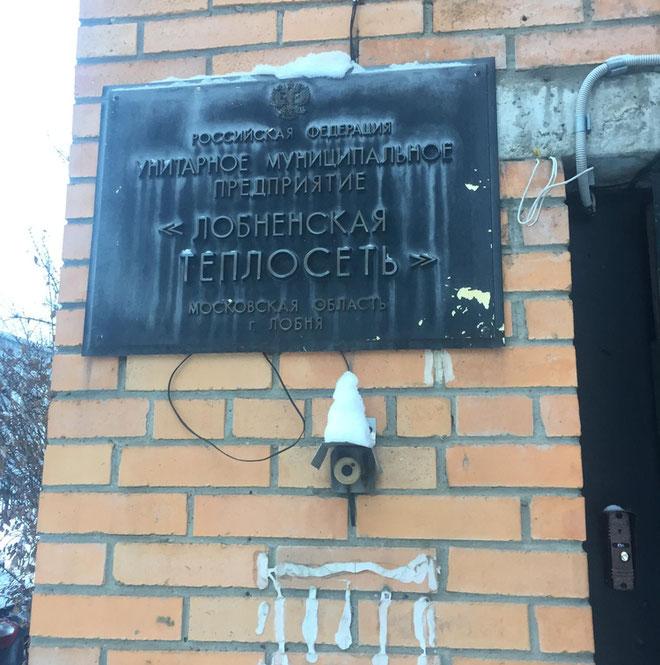 РОССИЙСКАЯ ФЕДЕРАЦИЯ
УНИТАРНОЕ МУНИЦИПАЛЬНОЕ
ПРЕДПРИЯТИЕ
« ЛОБНЕНСКАЯ
ТЕПЛОСЕТЬ »
МОСКОВСКАЯ ОБЛАСТЬ
Г ЛОБНЯ